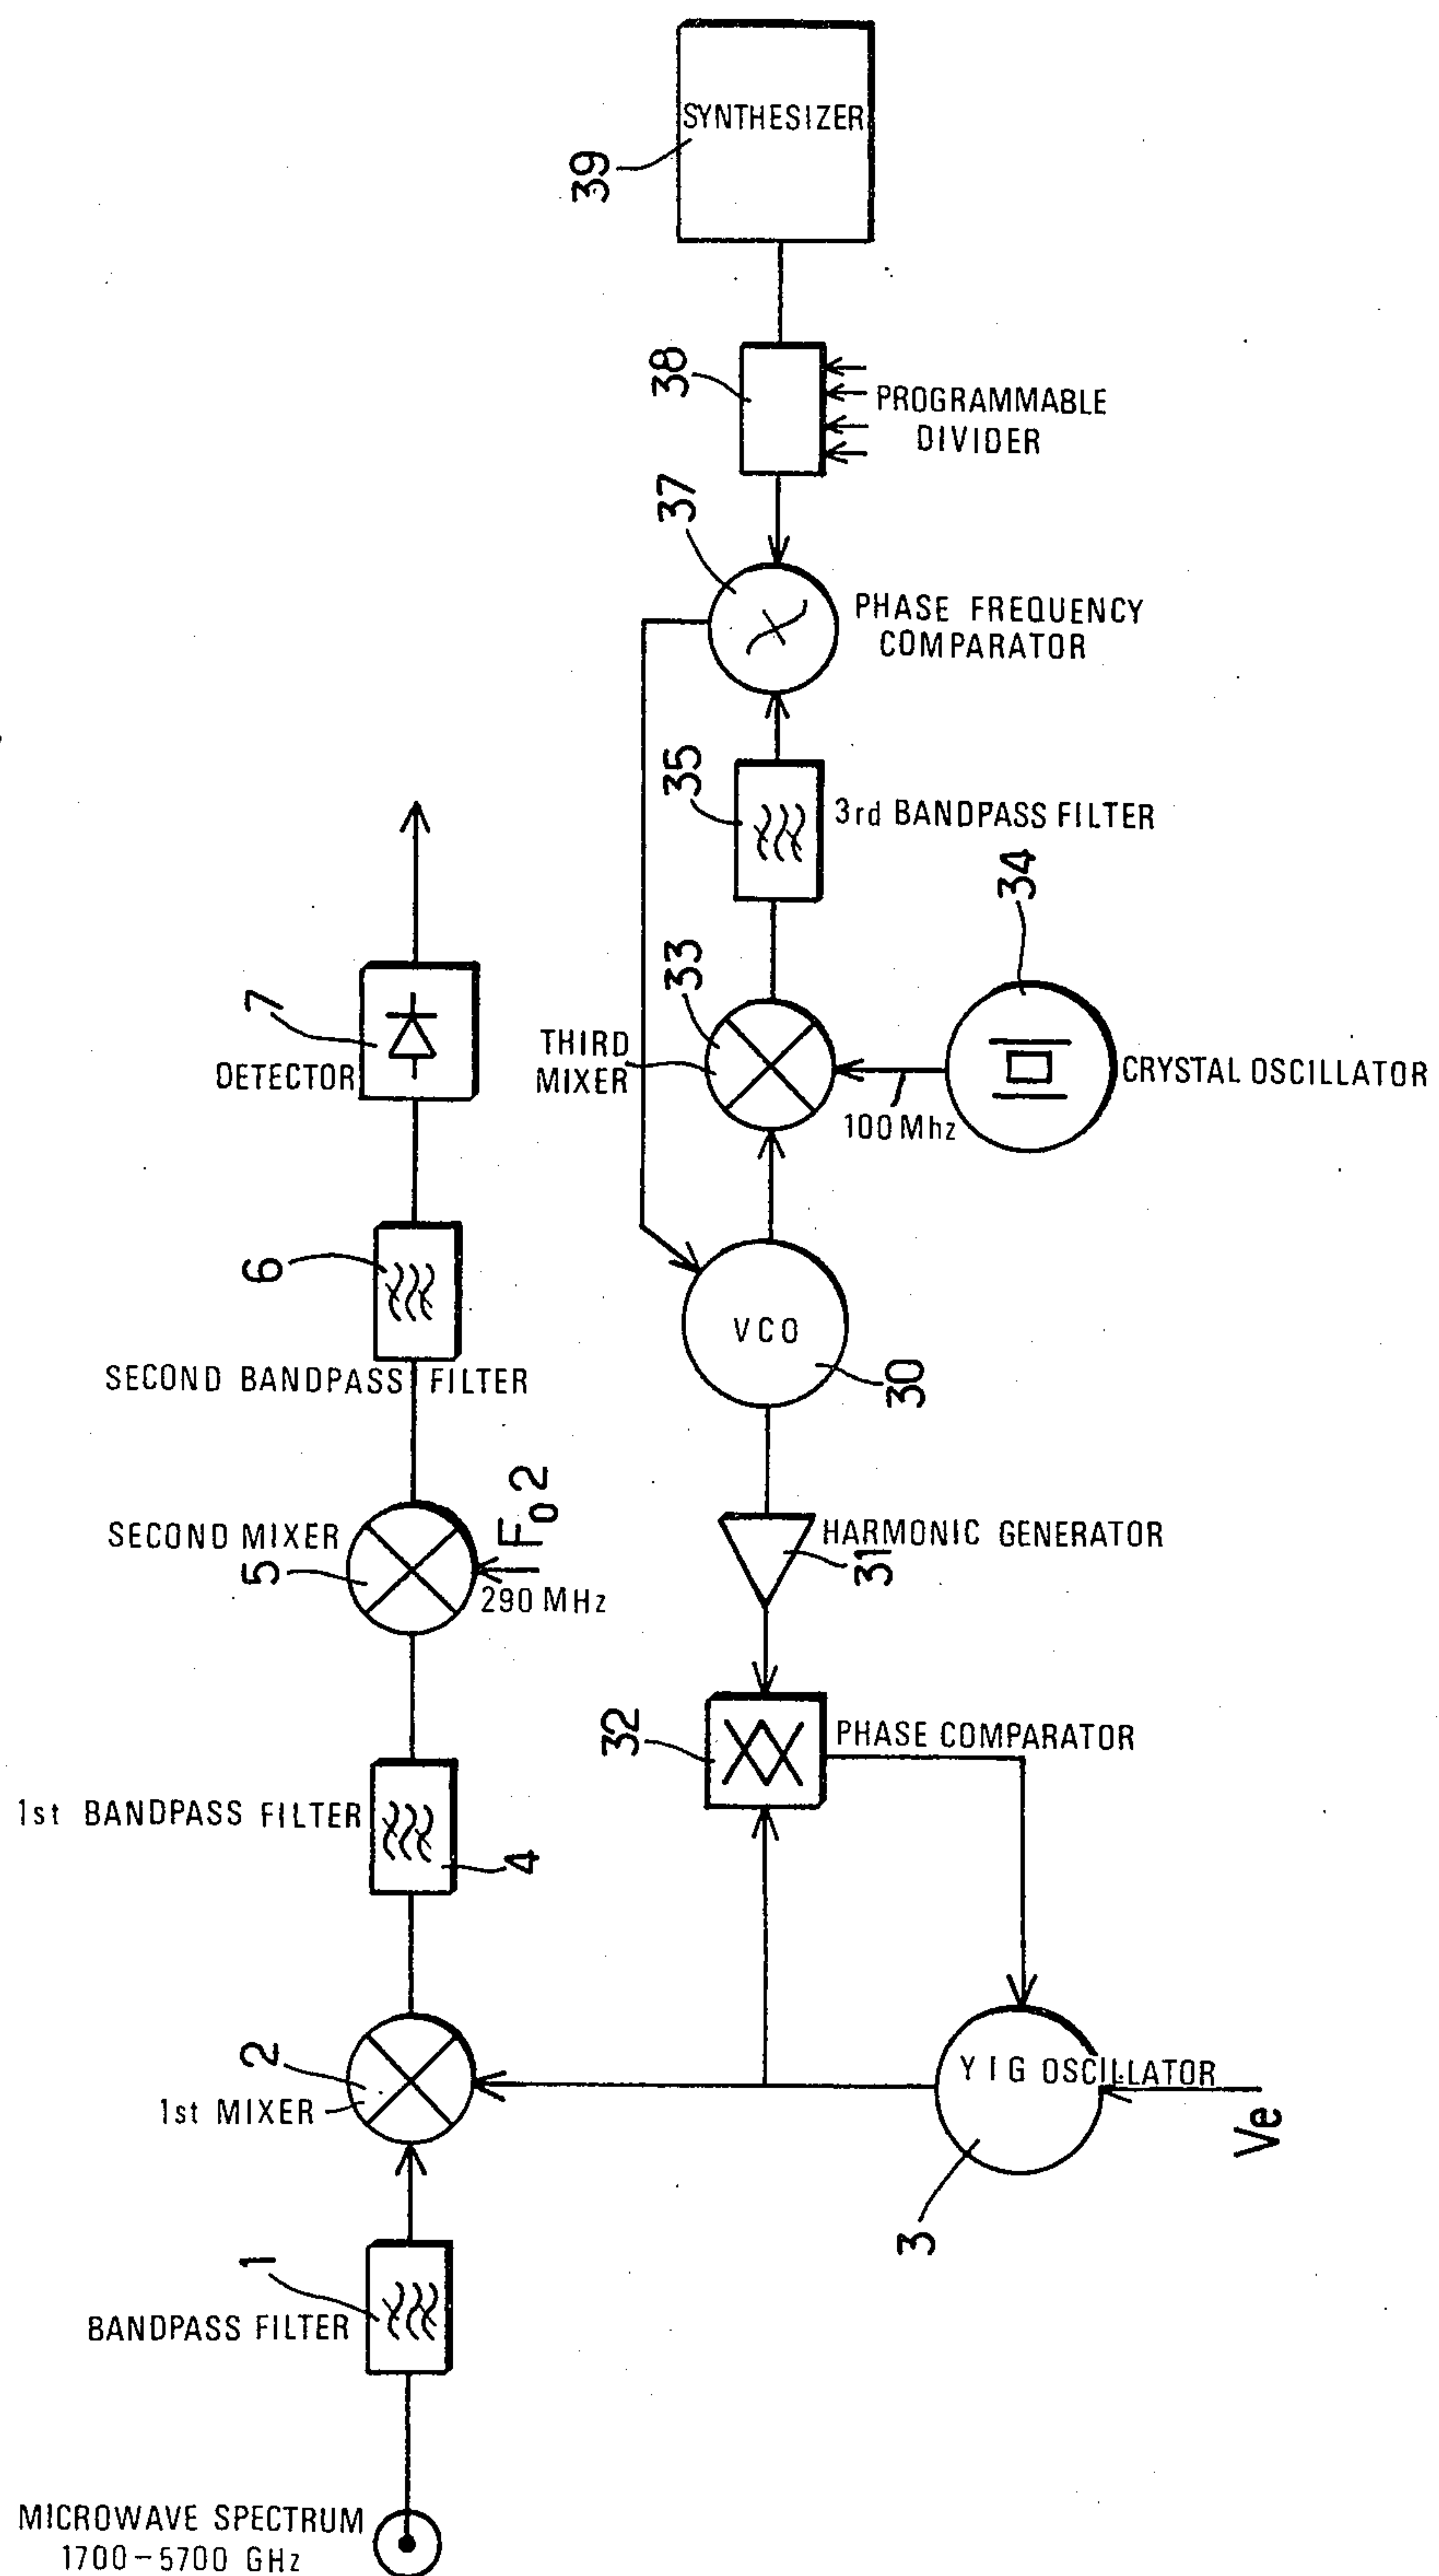 SYNTHESIZER
39
38
PROGRAMMABLE
DIVIDER
37
PHASE FREQUENCY
COMPARATOR
35
3rd BANDPASS FILTER
34
7
DETECTOR
33
THIRD
MIXER
CRYSTAL OSCILLATOR
100 Mhz
6
SECOND BANDPASS FILTER
VCO
30
SECOND MIXER
5
Fo2
290 MHz
HARMONIC GENERATOR
31
32
PHASE COMPARATOR
1st BANDPASS FILTER
4
2
1st MIXER
YIG OSCILLATOR
Ve
3
1
BANDPASS FILTER
MICROWAVE SPECTRUM
1700-5700 GHz